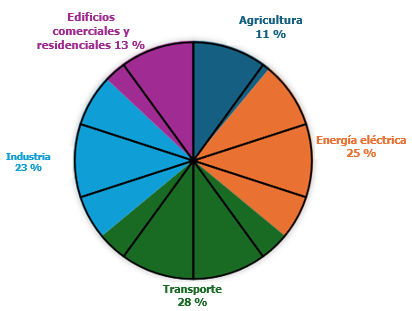 Edificios
comerciales y
residenciales 13 %
Agricultura
11 %
Energía eléctrica
25 %
Industria
23 %
Transporte
28 %